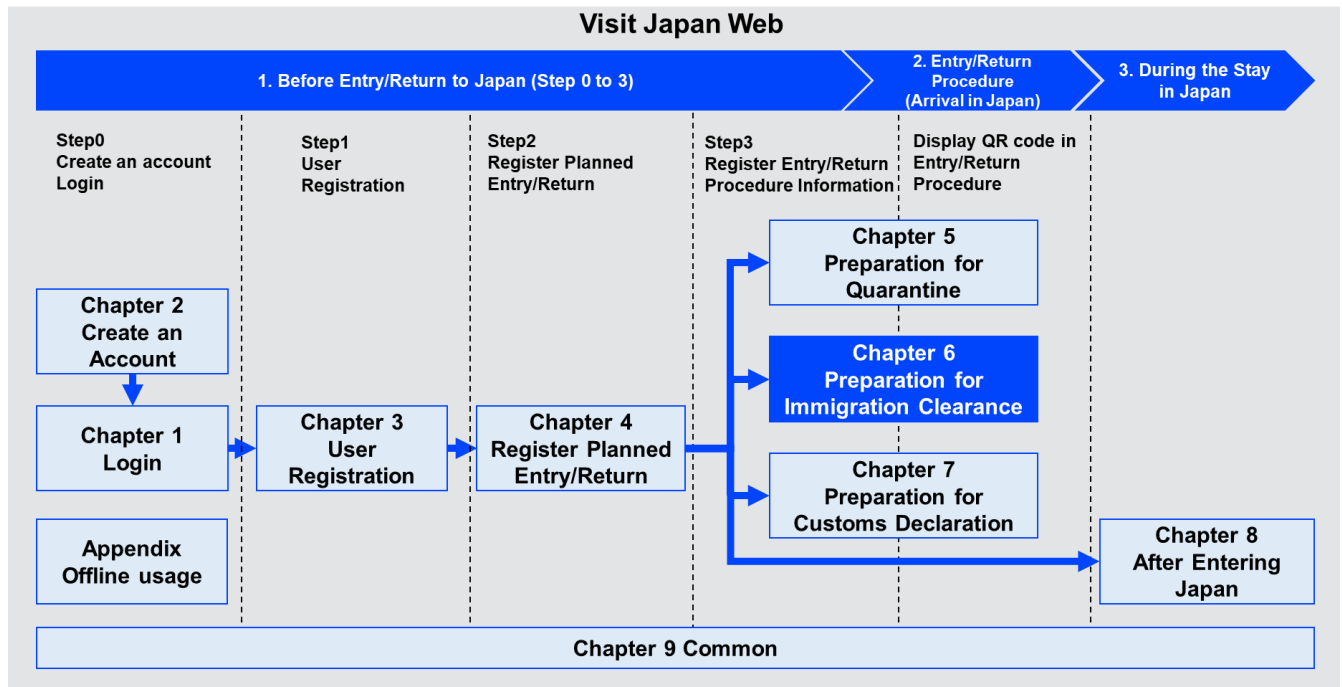 Visit Japan Web
1. Before Entry/Return to Japan (Step 0 to 3)
2. Entry/Return
Procedure
(Arrival in Japan)
3. During the Stay
in Japan
Step0
Create an account
Login
Step1
User
Registration
Step2
Register Planned
Entry/Return
Step3
Register Entry/Return
Procedure Information
Display QR code in
Entry/Return
Procedure
Chapter 5
Preparation for
Quarantine
Chapter 2
Create an
Account
Chapter 6
Preparation for
Immigration Clearance
Chapter 1
Login
Chapter 3
User
Registration
Chapter 4
Register Planned
Entry/Return
Chapter 7
Preparation for
Customs Declaration
Appendix
Offline usage
Chapter 8
After Entering
Japan
Chapter 9 Common